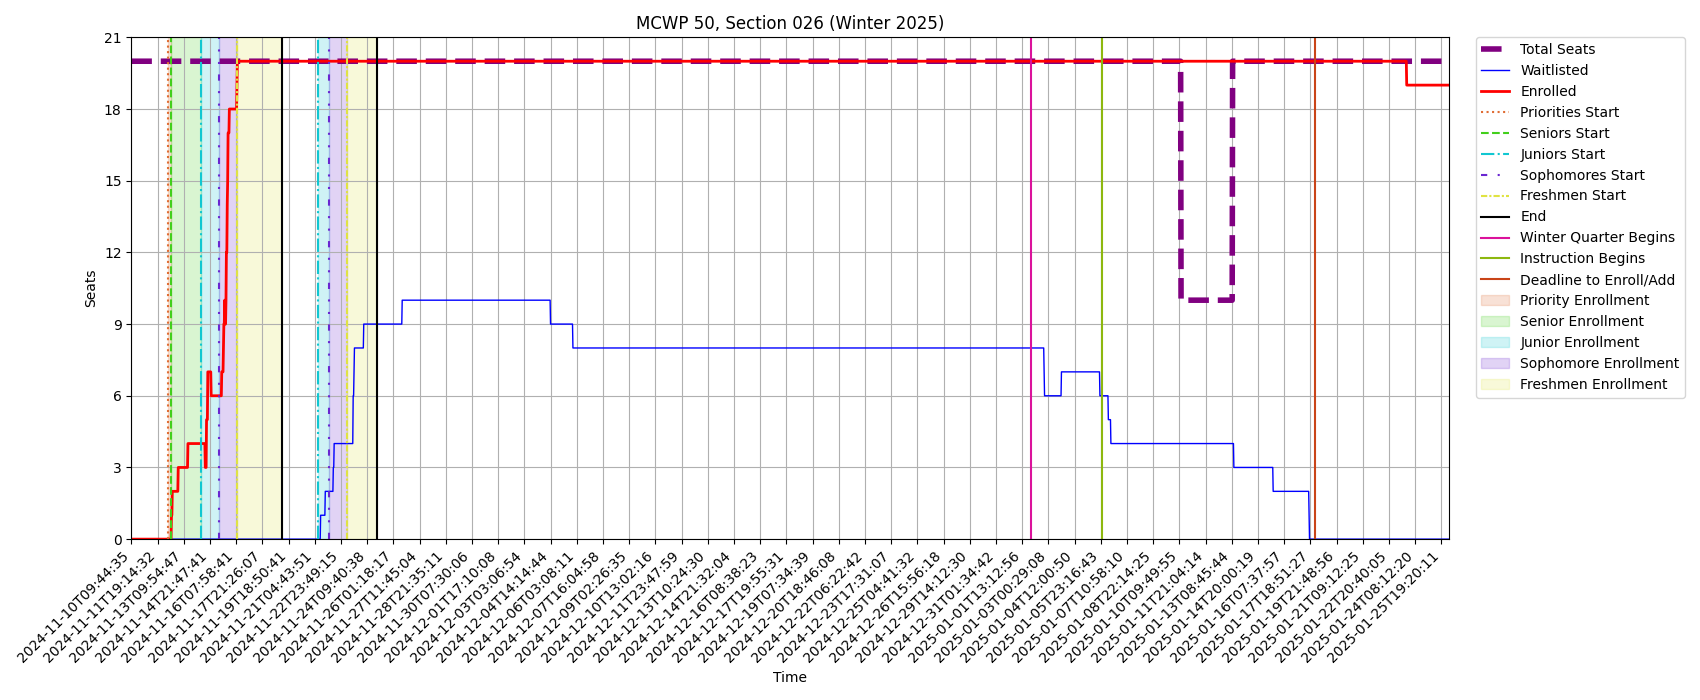 MCWP 50, Section 026 (Winter 2025)
21
18
15
12
9
6
3
0
Seats
2024-11-10T09:44:35
2024-11-11T19:14:32
2024-11-13T09:54:47
2024-11-14T21:47:41
2024-11-16T07:58:41
2024-11-17T21:26:07
2024-11-19T18:50:41
2024-11-21T04:43:51
2024-11-22T23:49:15
2024-11-24T09:40:38
2024-11-26T01:18:17
2024-11-27T11:45:04
2024-11-28T21:35:11
2024-11-30T07:30:06
2024-12-01T17:10:08
2024-12-03T03:06:54
2024-12-04T14:14:44
2024-12-06T03:08:11
2024-12-07T16:04:58
2024-12-09T02:26:35
2024-12-10T13:02:16
2024-12-11T23:47:59
2024-12-13T10:24:30
2024-12-14T21:32:04
2024-12-16T08:38:23
2024-12-17T19:55:31
2024-12-19T07:34:39
2024-12-20T18:46:08
2024-12-22T06:22:42
2024-12-23T17:31:07
2024-12-25T04:41:32
2024-12-26T15:56:18
2024-12-29T14:12:30
2024-12-31T01:34:42
2025-01-01T13:12:56
2025-01-03T00:29:08
2025-01-04T12:00:50
2025-01-05T23:16:43
2025-01-07T10:58:10
2025-01-08T22:14:25
2025-01-10T09:49:55
2025-01-11T21:04:14
2025-01-13T08:45:44
2025-01-14T20:00:19
2025-01-16T07:37:57
2025-01-17T18:51:27
2025-01-19T21:48:56
2025-01-21T09:12:25
2025-01-22T20:40:05
2025-01-24T08:12:20
2025-01-25T19:20:11
Time
Total Seats
Waitlisted
Enrolled
Priorities Start
Seniors Start
Juniors Start
Sophomores Start
Freshmen Start
End
Winter Quarter Begins
Instruction Begins
Deadline to Enroll/Add
Priority Enrollment
Senior Enrollment
Junior Enrollment
Sophomore Enrollment
Freshmen Enrollment